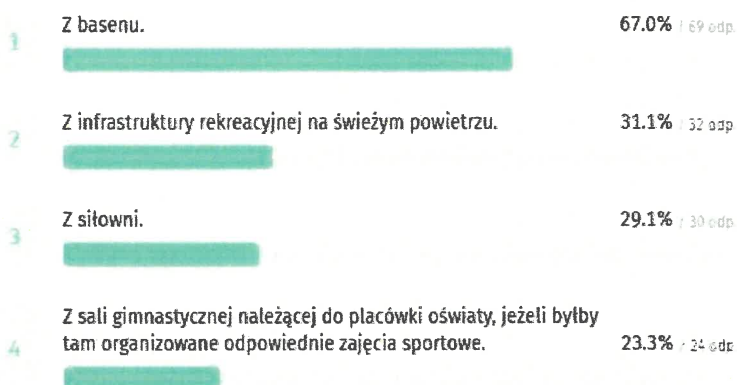 1
Z basenu.
67.0% / 69 odp.
2
Z infrastruktury rekreacyjnej na świeżym powietrzu.
31.1% / 32 odp
3
Z siłowni.
29.1% / 30 odp
4
Z sali gimnastycznej należącej do placówki oświaty, jeżeli byłby
tam organizowane odpowiednie zajęcia sportowe.
23.3% / 24 odp